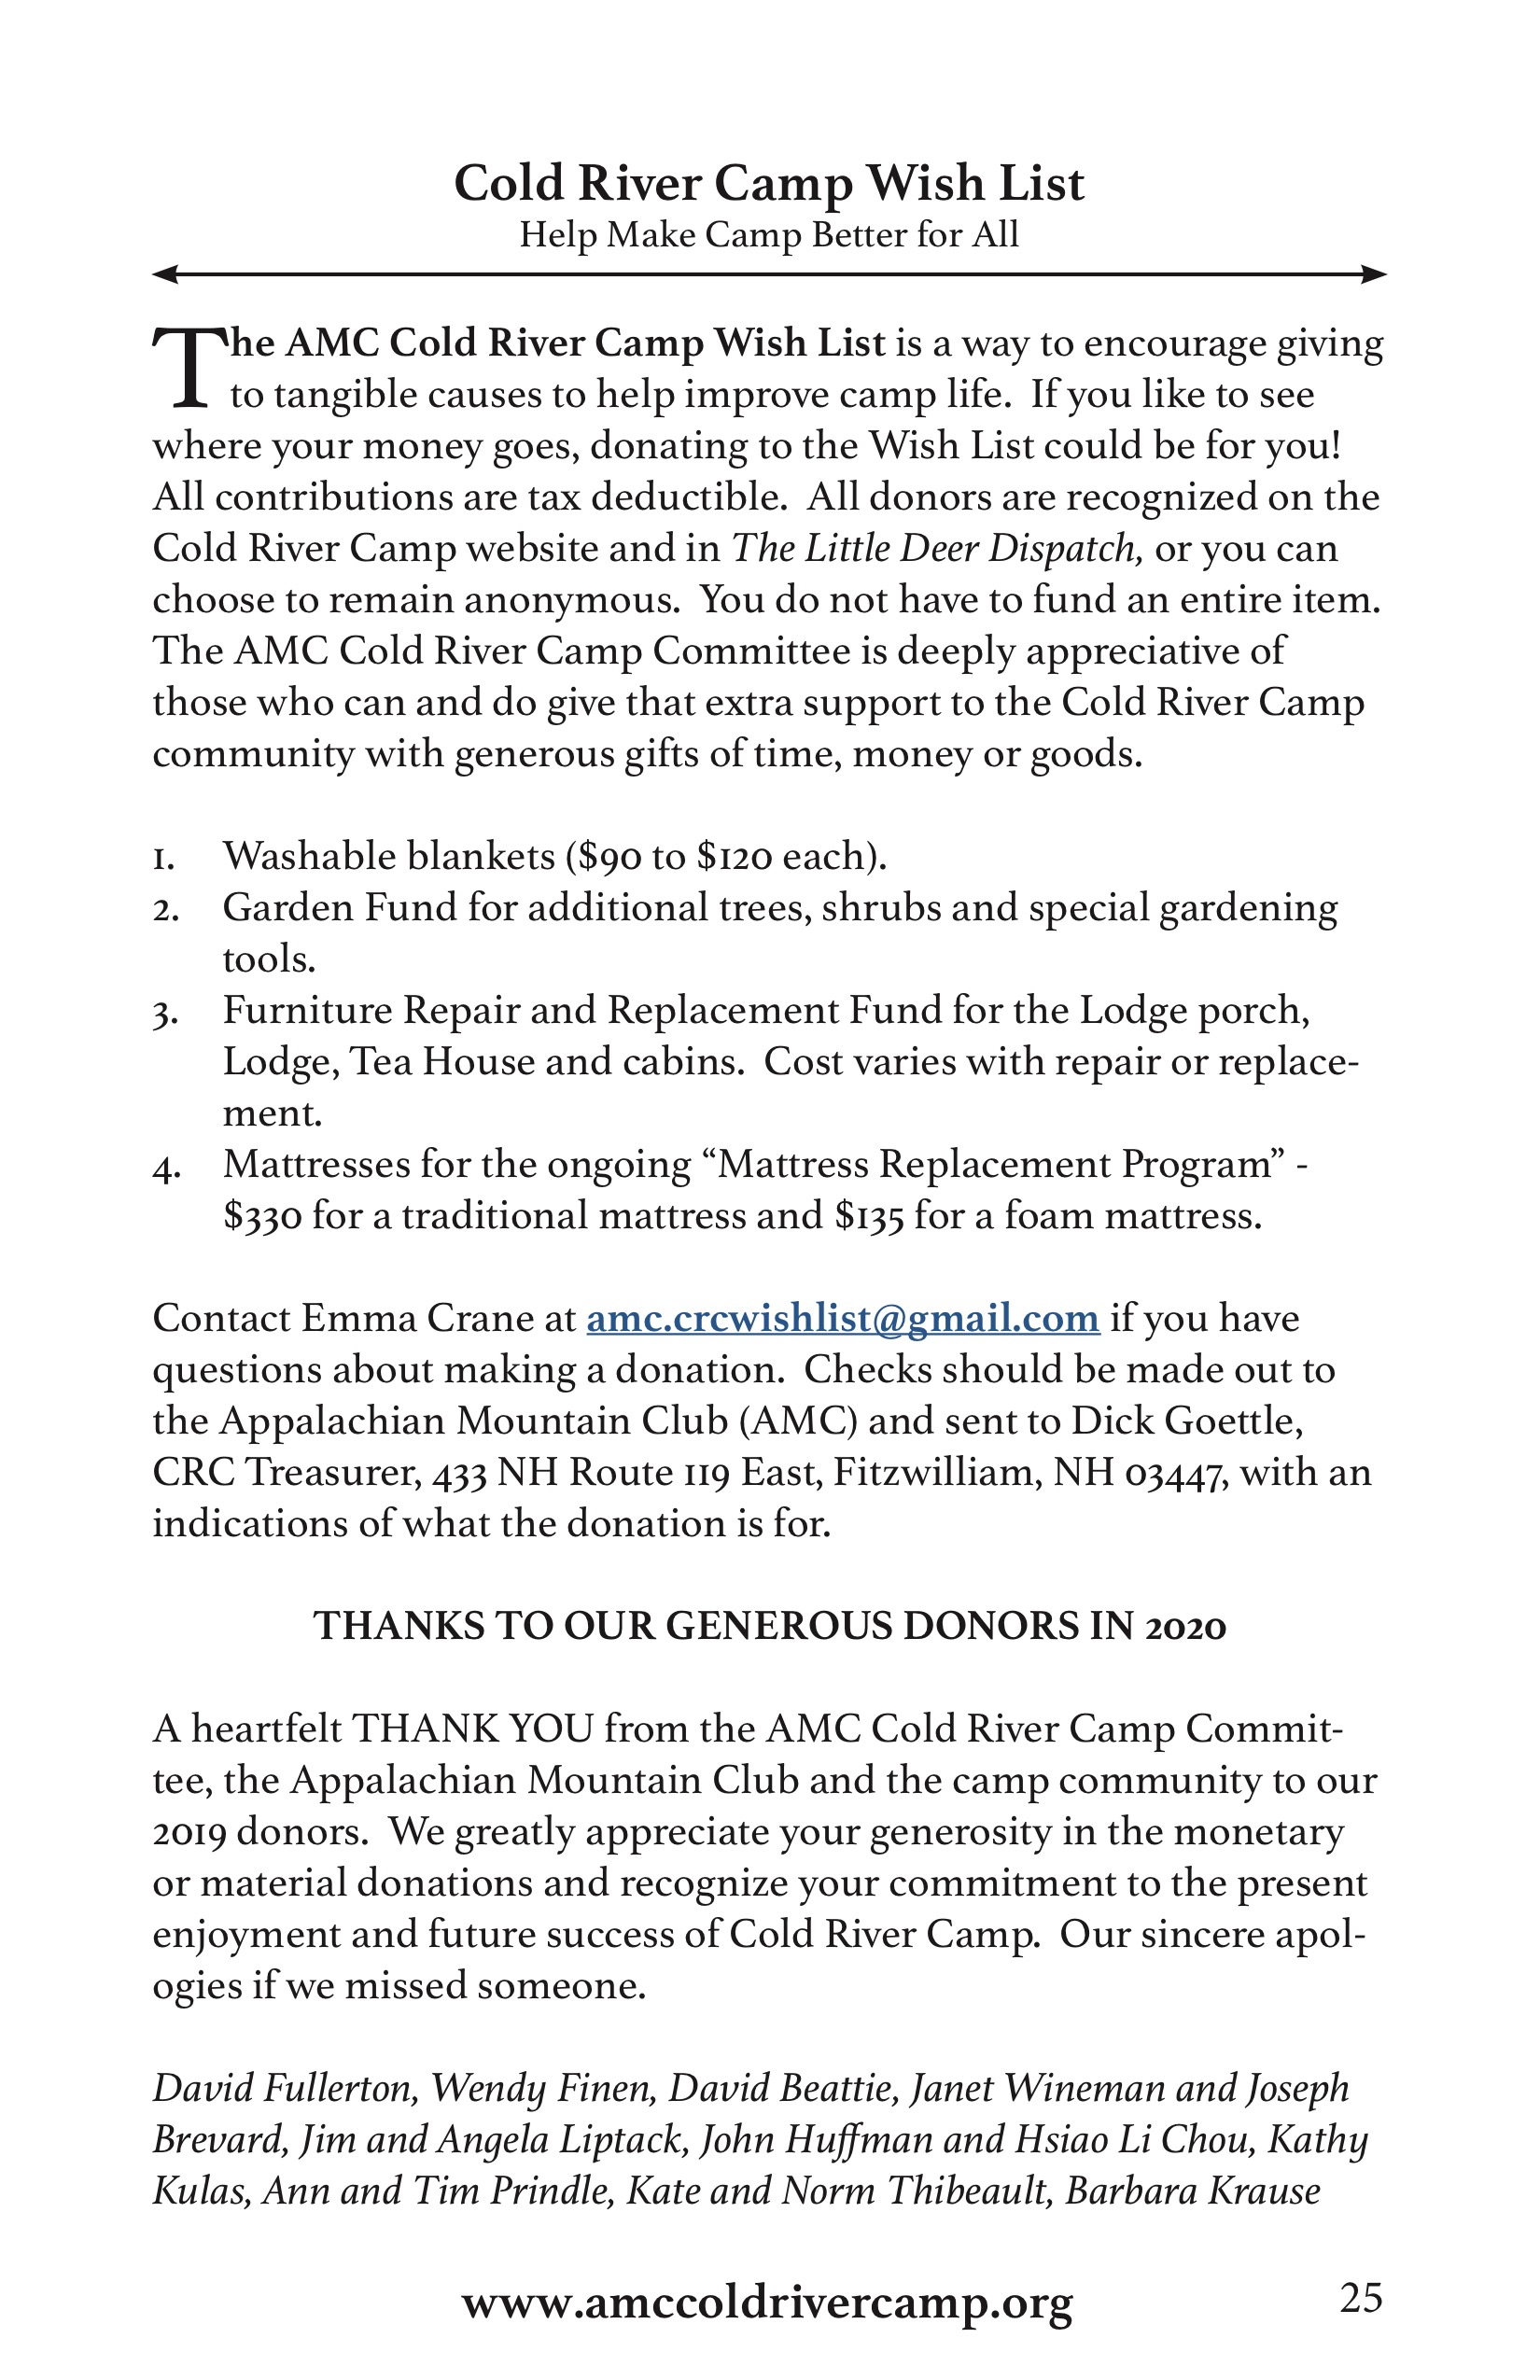 Cold River Camp Wish List
Help Make Camp Better for All
The AMC Cold River Camp Wish List is a way to encourage giving
to tangible causes to help improve camp life.  If you like to see
where your money goes, donating to the Wish List could be for you!
All contributions are tax deductible.  All donors are recognized on the
Cold River Camp website and in The Little Deer Dispatch, or you can
choose to remain anonymous.  You do not have to fund an entire item.
The AMC Cold River Camp Committee is deeply appreciative of
those who can and do give that extra support to the Cold River Camp
community with generous gifts of time, money or goods.
1. Washable blankets ($90 to $120 each).
2. Garden Fund for additional trees, shrubs and special gardening
tools.
3. Furniture Repair and Replacement Fund for the Lodge porch,
Lodge, Tea House and cabins.  Cost varies with repair or replace-
ment.
4. Mattresses for the ongoing “Mattress Replacement Program” -
$330 for a traditional mattress and $135 for a foam mattress.
Contact Emma Crane at amc.crcwishlist@gmail.com if you have
questions about making a donation.  Checks should be made out to
the Appalachian Mountain Club (AMC) and sent to Dick Goettle,
CRC Treasurer, 433 NH Route 119 East, Fitzwilliam, NH 03447, with an
indications of what the donation is for.
THANKS TO OUR GENEROUS DONORS IN 2020
A heartfelt THANK YOU from the AMC Cold River Camp Commit-
tee, the Appalachian Mountain Club and the camp community to our
2019 donors.  We greatly appreciate your generosity in the monetary
or material donations and recognize your commitment to the present
enjoyment and future success of Cold River Camp.  Our sincere apol-
ogies if we missed someone.
David Fullerton, Wendy Finen, David Beattie, Janet Wineman and Joseph
Brevard, Jim and Angela Liptack, John Huffman and Hsiao Li Chou, Kathy
Kulas, Ann and Tim Prindle, Kate and Norm Thibeault, Barbara Krause
www.amccoldrivercamp.org 25